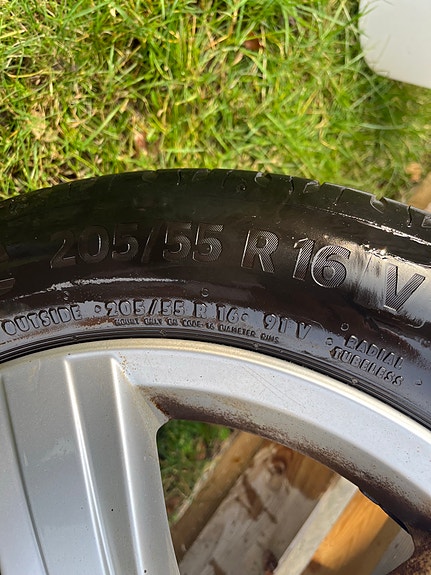 205/55 R 16 V
OUTSIDE 205/55 R 16 91 V RADIAL TUBELESS
MOUNT ONLY ON CODE 16 DIAMETER RIMS